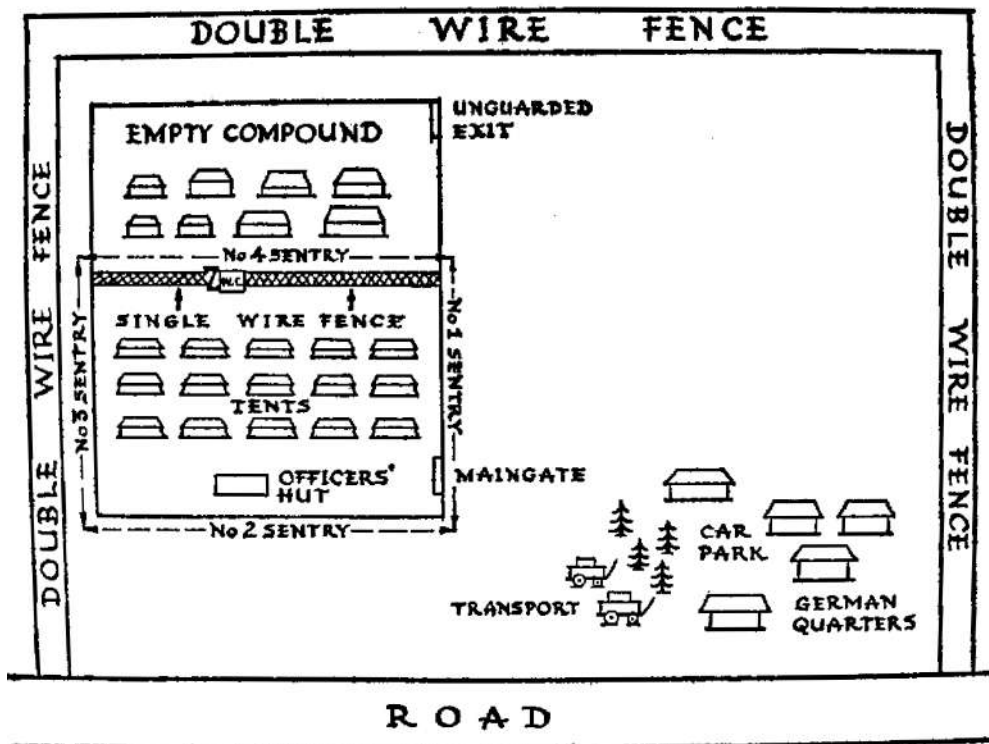 DOUBLE WIRE FENCE
DOUBLE WIRE FENCE
DOUBLE WIRE FENCE
EMPTY COMPOUND
UNGUARDED
EXIT
No 4 SENTRY
W.C.
SINGLE WIRE FENCE
No 3 SENTRY
No 1 SENTRY
TENTS
OFFICERS'
HUT
MAINGATE
No 2 SENTRY
CAR
PARK
TRANSPORT
GERMAN
QUARTERS
ROAD